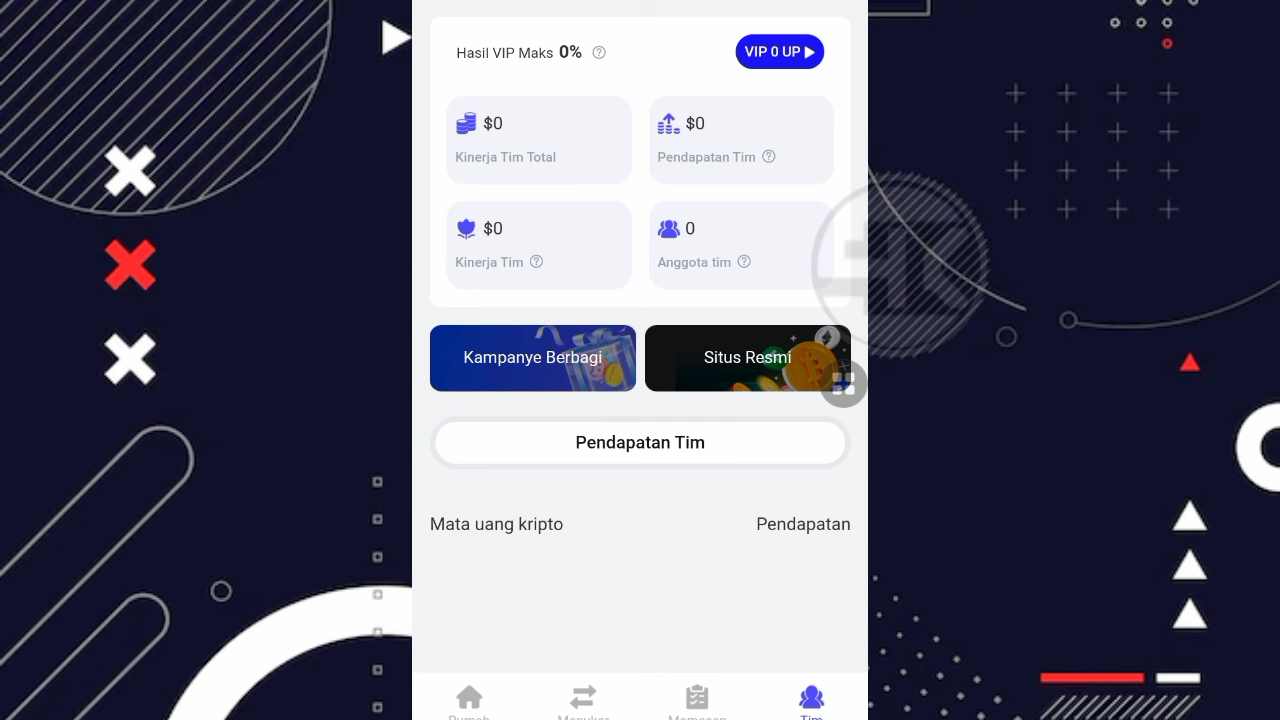 Hasil VIP Maks 0%
VIP 0 UP
$0
Kinerja Tim Total
$0
Pendapatan Tim
$0
Kinerja Tim
0
Anggota tim
Kampanye Berbagi
Situs Resmi
Pendapatan Tim
Mata uang kripto
Pendapatan
Tim